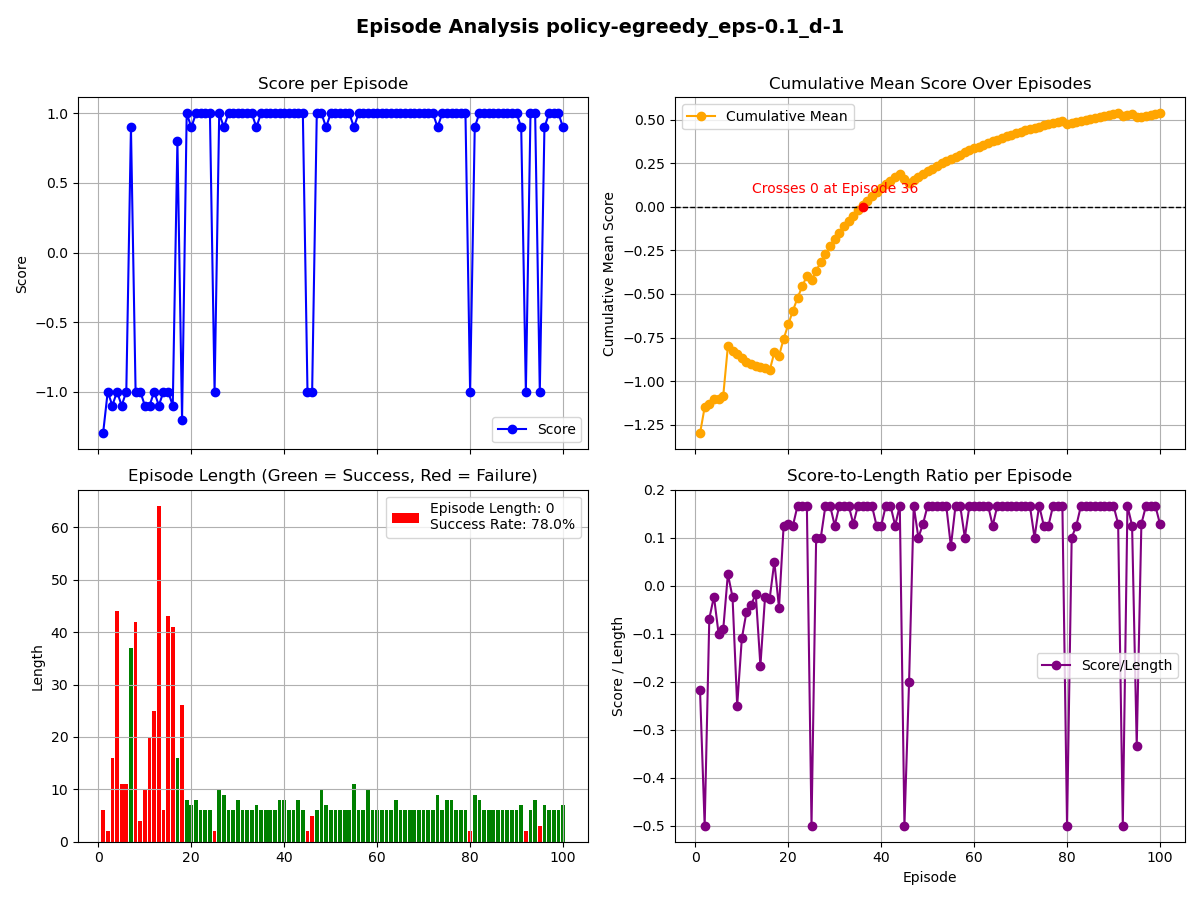 Episode Analysis policy-egreedy_eps-0.1_d-1
Score per Episode
Score
1.0
0.5
0.0
−0.5
−1.0
Score
Cumulative Mean Score Over Episodes
Cumulative Mean Score
0.50
0.25
0.00
−0.25
−0.50
−0.75
−1.00
−1.25
Cumulative Mean
Crosses 0 at Episode 36
Episode Length (Green = Success, Red = Failure)
Length
60
50
40
30
20
10
0
Episode Length: 0
Success Rate: 78.0%
0
20
40
60
80
100
Score-to-Length Ratio per Episode
Score / Length
0.2
0.1
0.0
−0.1
−0.2
−0.3
−0.4
−0.5
Score/Length
0
20
40
60
80
100
Episode